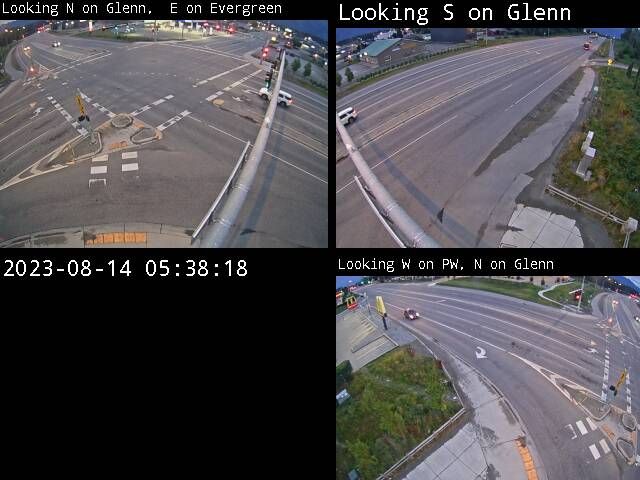 Looking N on Glenn,  E on Evergreen
Looking S on Glenn
2023-08-14 05:38:18
Looking W on PW, N on Glenn